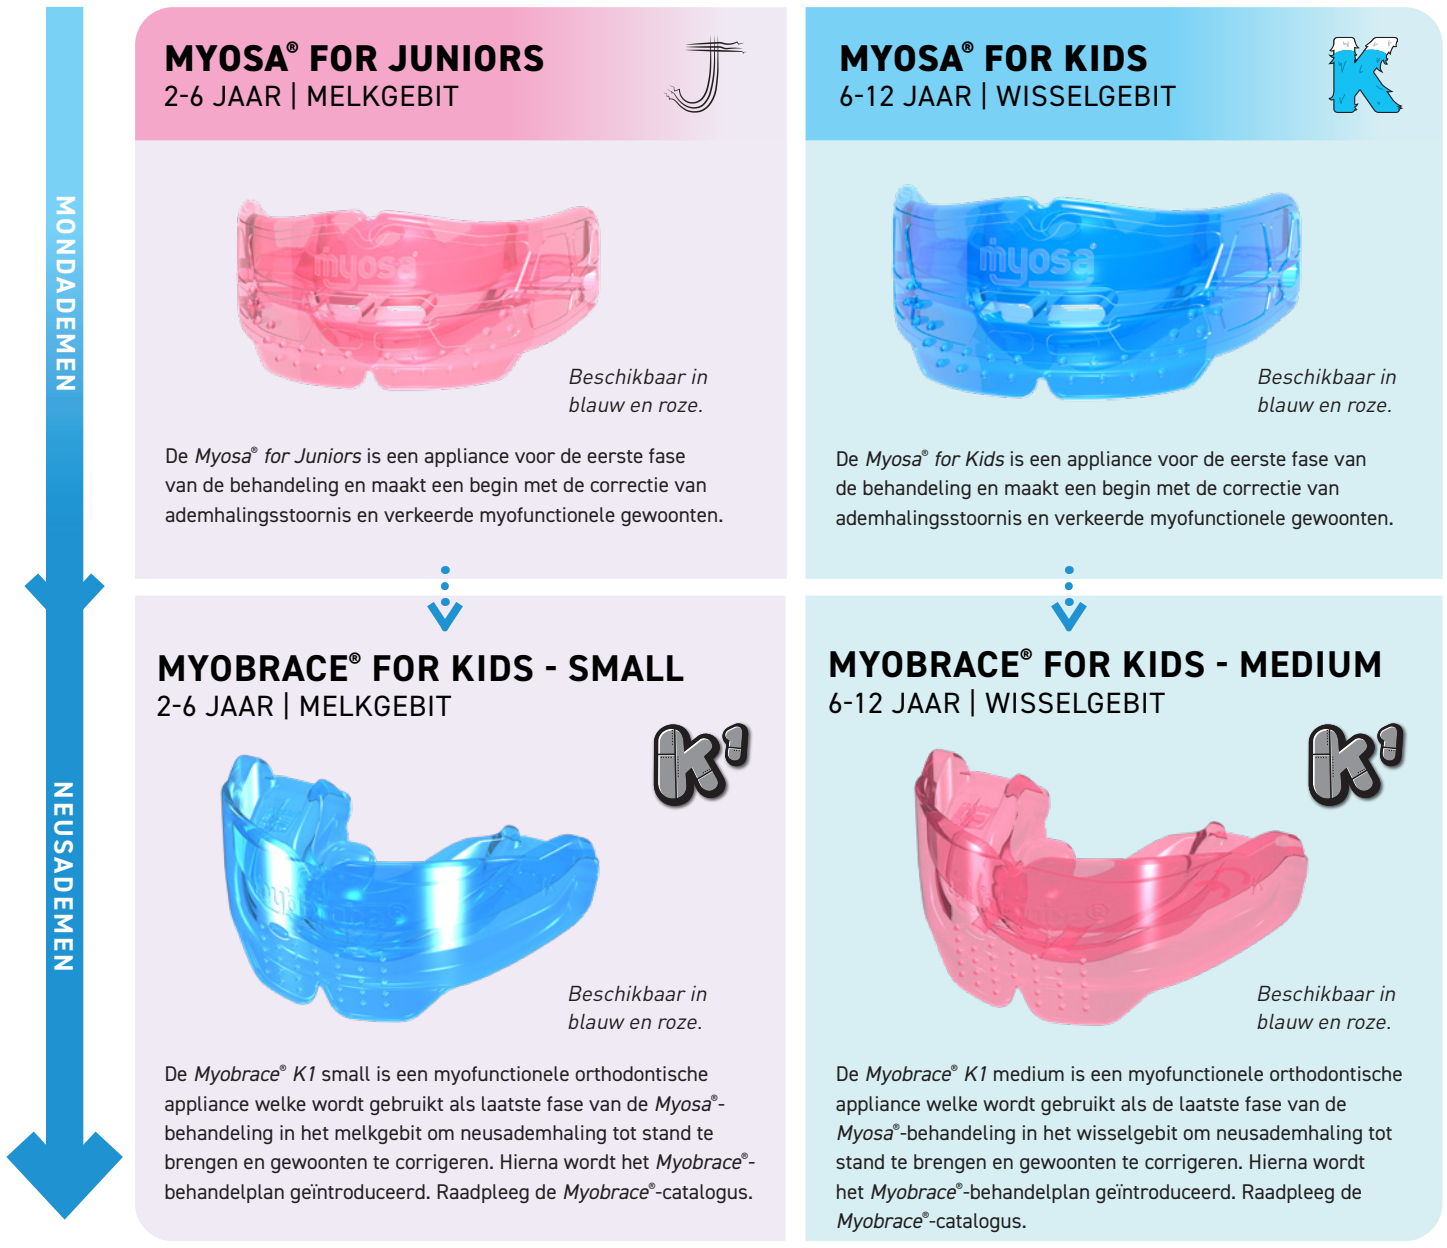 MONDADEMEN
NEUSADEMEN
MYOSA® FOR JUNIORS
2-6 JAAR | MELKGEBIT
J
myosa
Beschikbaar in
blauw en roze.
De Myosa® for Juniors is een appliance voor de eerste fase
van de behandeling en maakt een begin met de correctie van
ademhalingsstoornis en verkeerde myofunctionele gewoonten.
MYOSA® FOR KIDS
6-12 JAAR | WISSELGEBIT
K
myosa
Beschikbaar in
blauw en roze.
De Myosa® for Kids is een appliance voor de eerste fase van
de behandeling en maakt een begin met de correctie van
ademhalingsstoornis en verkeerde myofunctionele gewoonten.
MYOBRACE® FOR KIDS - SMALL
2-6 JAAR | MELKGEBIT
K1
Beschikbaar in
blauw en roze.
De Myobrace® K1 small is een myofunctionele orthodontische
appliance welke wordt gebruikt als laatste fase van de Myosa®-
behandeling in het melkgebit om neusademhaling tot stand te
brengen en gewoonten te corrigeren. Hierna wordt het Myobrace®-
behandelplan geïntroduceerd. Raadpleeg de Myobrace®-catalogus.
MYOBRACE® FOR KIDS - MEDIUM
6-12 JAAR | WISSELGEBIT
K1
Beschikbaar in
blauw en roze.
De Myobrace® K1 medium is een myofunctionele orthodontische
appliance welke wordt gebruikt als de laatste fase van de
Myosa®-behandeling in het wisselgebit om neusademhaling tot
stand te brengen en gewoonten te corrigeren. Hierna wordt
het Myobrace®-behandelplan geïntroduceerd. Raadpleeg de
Myobrace®-catalogus.